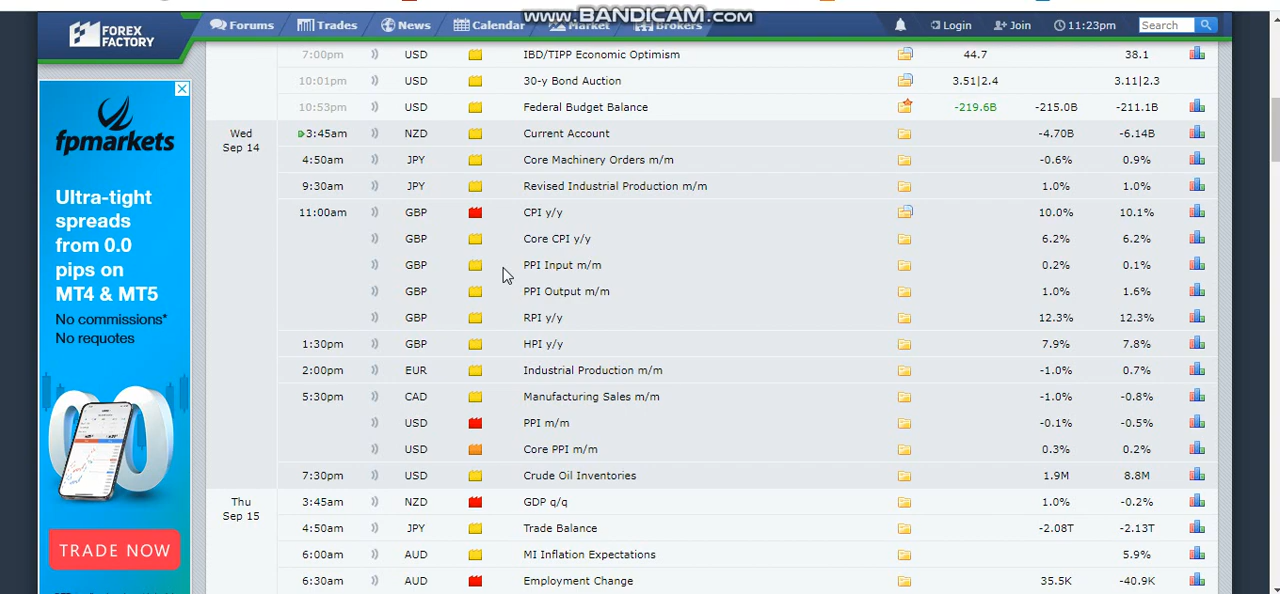 www.BANDICAM.com
FOREX FACTORY
Forums Trades News Calendar Market Brokers Login Join 11:23pm Search
7:00pm USD IBD/TIPP Economic Optimism 44.7 38.1
10:01pm USD 30-y Bond Auction 3.51|2.4 3.11|2.3
10:53pm USD Federal Budget Balance -219.6B -215.0B -211.1B
Wed Sep 14 3:45am NZD Current Account -4.70B -6.14B
4:50am JPY Core Machinery Orders m/m -0.6% 0.9%
9:30am JPY Revised Industrial Production m/m 1.0% 1.0%
11:00am GBP CPI y/y 10.0% 10.1%
GBP Core CPI y/y 6.2% 6.2%
GBP PPI Input m/m 0.2% 0.1%
GBP PPI Output m/m 1.0% 1.6%
GBP RPI y/y 12.3% 12.3%
1:30pm GBP HPI y/y 7.9% 7.8%
2:00pm EUR Industrial Production m/m -1.0% 0.7%
5:30pm CAD Manufacturing Sales m/m -1.0% -0.8%
USD PPI m/m -0.1% -0.5%
USD Core PPI m/m 0.3% 0.2%
7:30pm USD Crude Oil Inventories 1.9M 8.8M
Thu Sep 15 3:45am NZD GDP q/q 1.0% -0.2%
4:50am JPY Trade Balance -2.08T -2.13T
6:00am AUD MI Inflation Expectations 5.9%
6:30am AUD Employment Change 35.5K -40.9K
fpmarkets
Ultra-tight
spreads
from 0.0
pips on
MT4 & MT5
No commissions*
No requotes
TRADE NOW